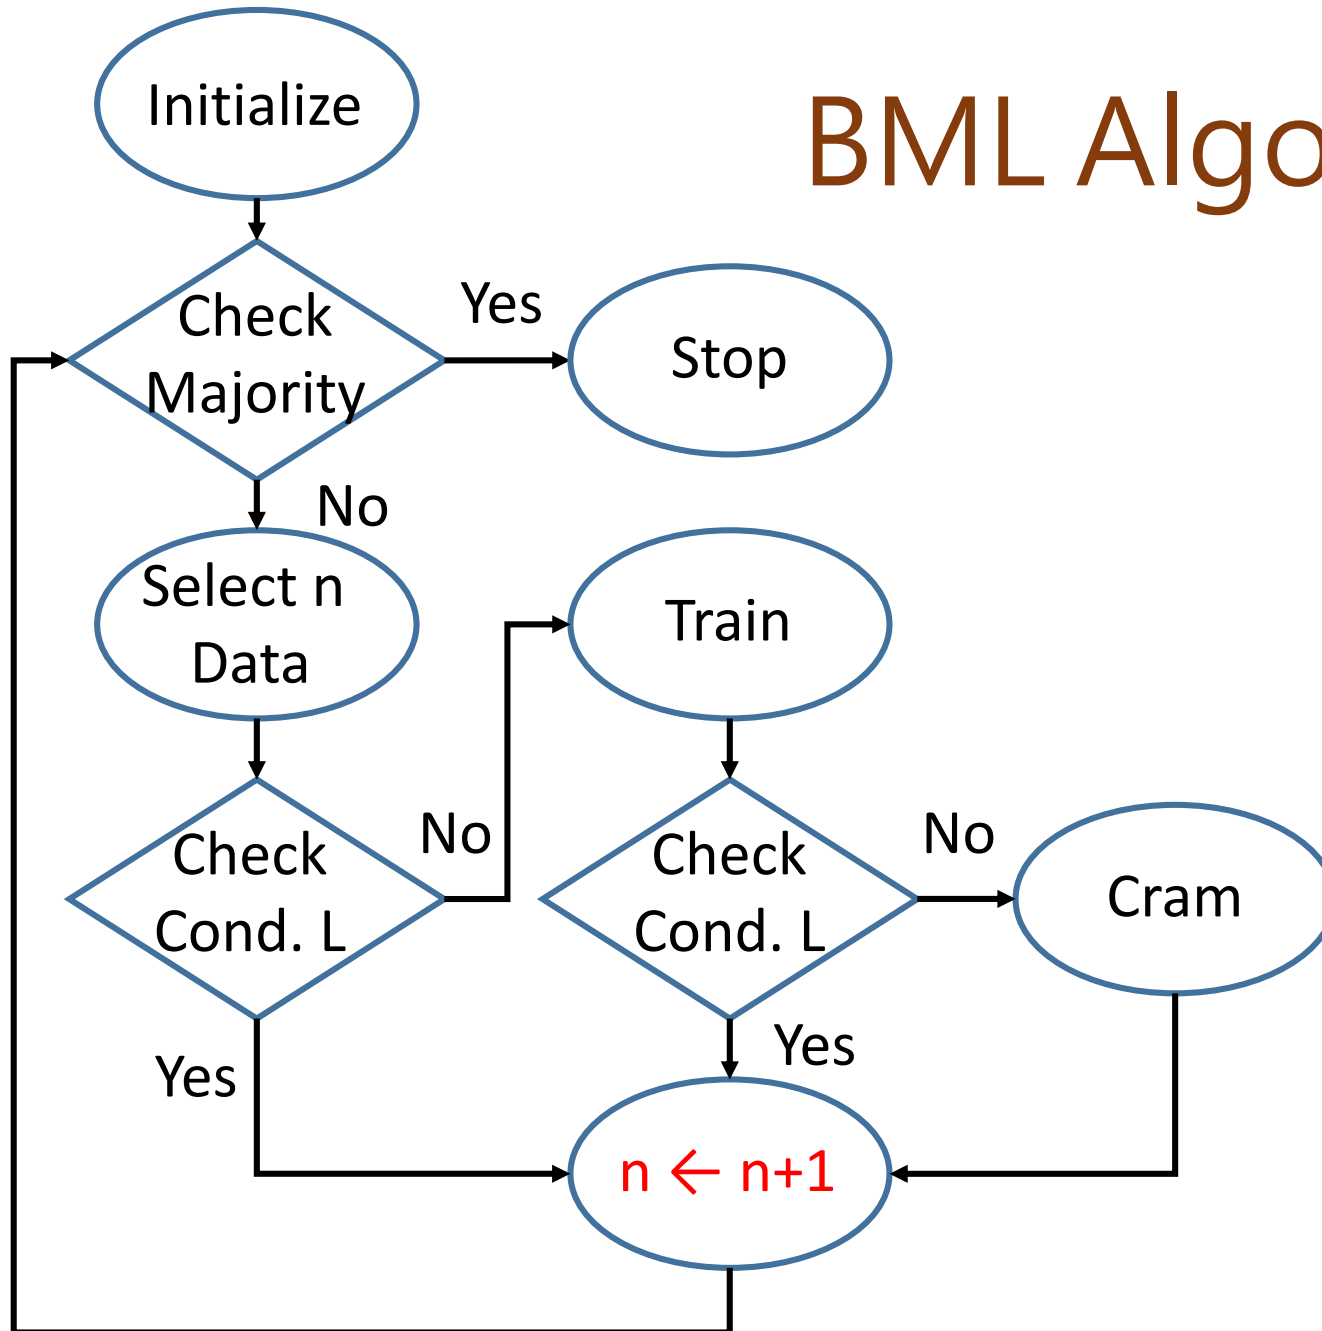 Initialize
BML Algo
Check
Majority
Yes
Stop
No
Select n
Data
Train
Check
Cond. L
No
Check
Cond. L
No
Cram
Yes
Yes
n ← n+1